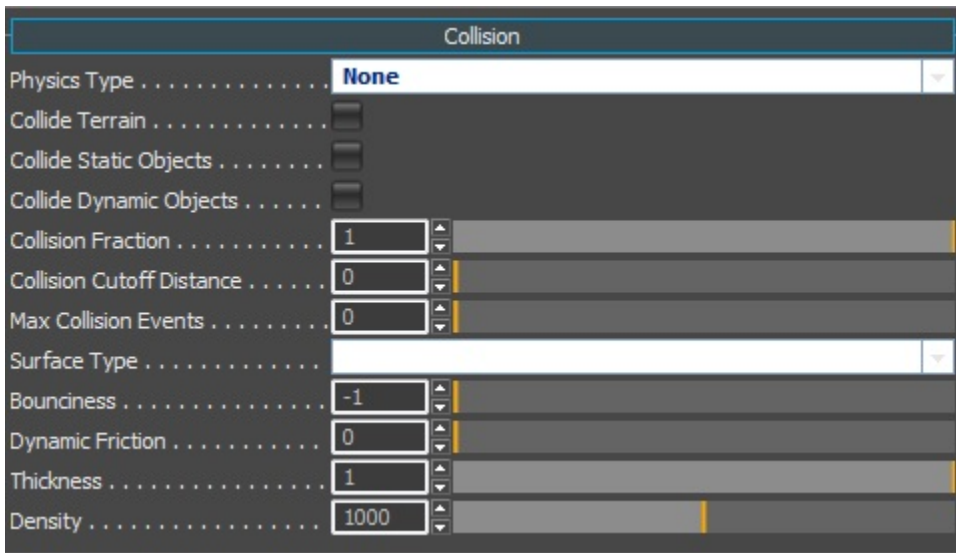 Collision
Physics Type . . . . . . . . . . . . . . None
Collide Terrain . . . . . . . . . . . . .
Collide Static Objects . . . . . . . .
Collide Dynamic Objects . . . . . .
Collision Fraction . . . . . . . . . . . 1
Collision Cutoff Distance . . . . . . 0
Max Collision Events . . . . . . . . . 0
Surface Type . . . . . . . . . . . . .
Bounciness . . . . . . . . . . . . . . . -1
Dynamic Friction . . . . . . . . . . 0
Thickness . . . . . . . . . . . . . . . . 1
Density . . . . . . . . . . . . . . . . . 1000